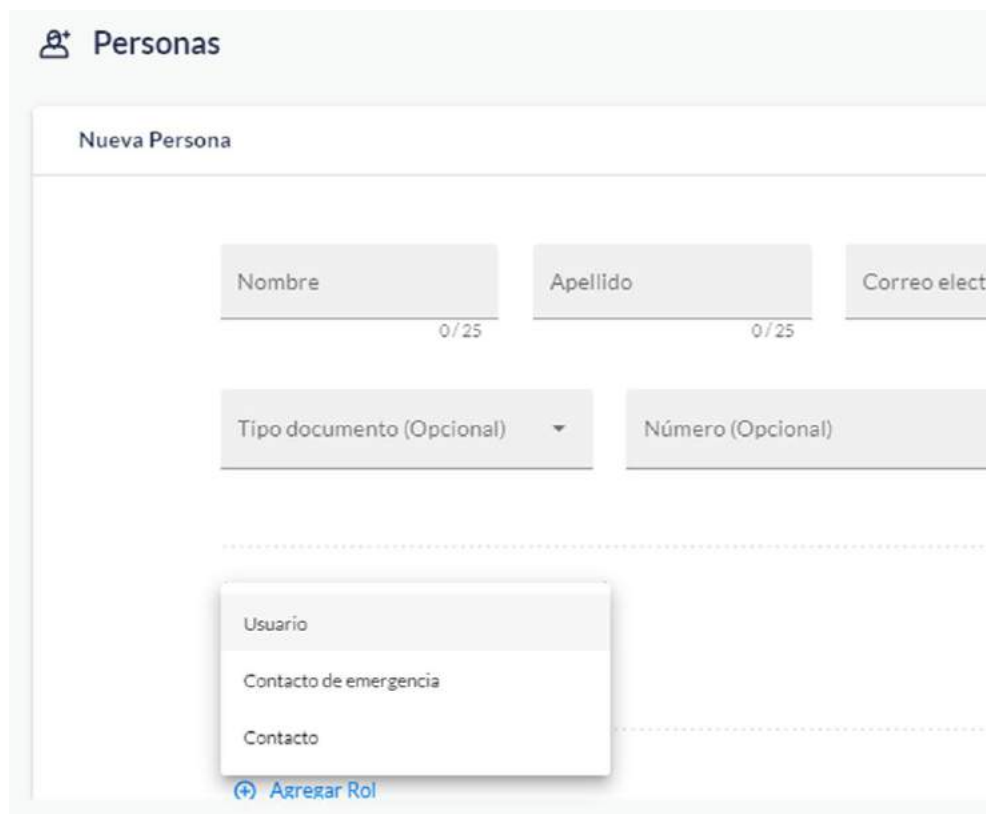 Personas
Nueva Persona
Nombre Apellido Correo elect
0/25 0/25
Tipo documento (Opcional) Número (Opcional)
Usuario
Contacto de emergencia
Contacto
Agregar Rol